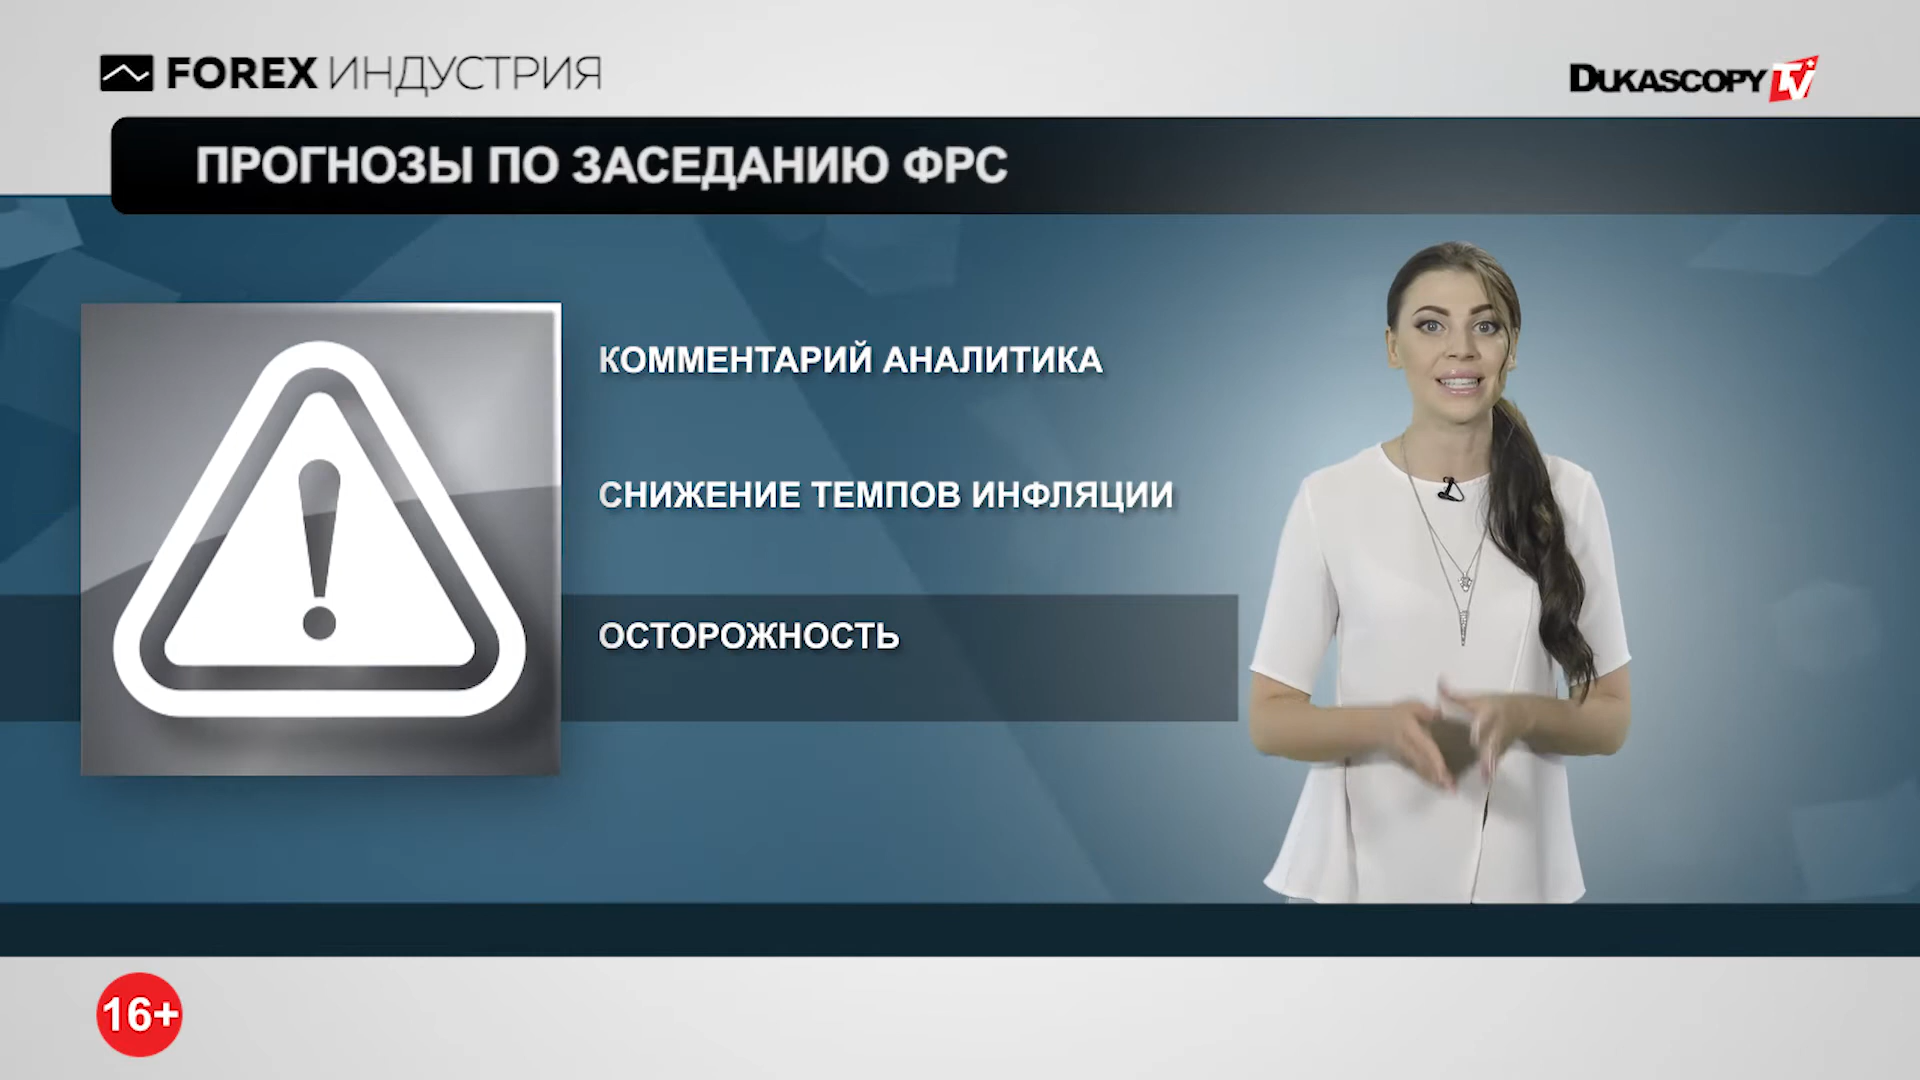 FOREX ИНДУСТРИЯ
DUKASCOPY TV
ПРОГНОЗЫ ПО ЗАСЕДАНИЮ ФРС
КОММЕНТАРИЙ АНАЛИТИКА
СНИЖЕНИЕ ТЕМПОВ ИНФЛЯЦИИ
ОСТОРОЖНОСТЬ
16+